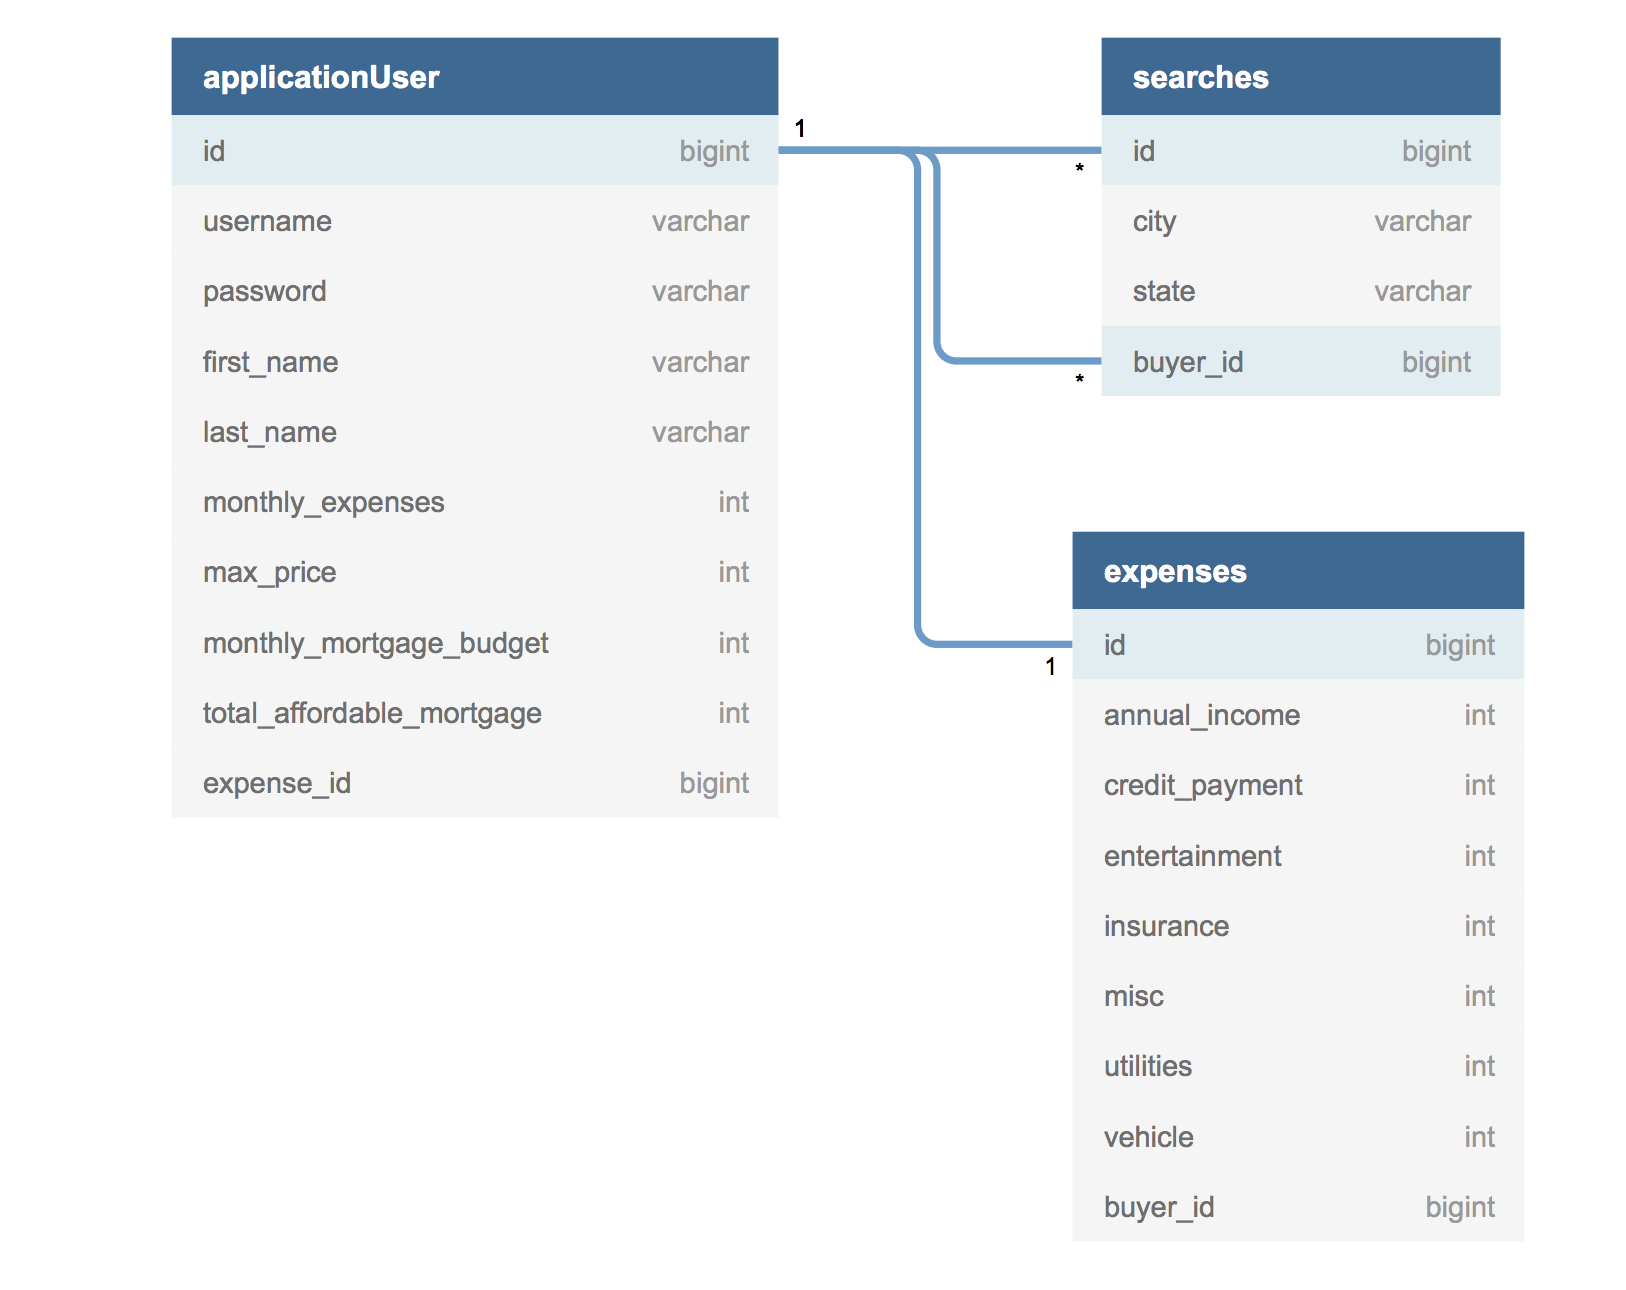 applicationUser
id bigint
username varchar
password varchar
first_name varchar
last_name varchar
monthly_expenses int
max_price int
monthly_mortgage_budget int
total_affordable_mortgage int
expense_id bigint
1
*
*
1
searches
id bigint
city varchar
state varchar
buyer_id bigint
expenses
id bigint
annual_income int
credit_payment int
entertainment int
insurance int
misc int
utilities int
vehicle int
buyer_id bigint